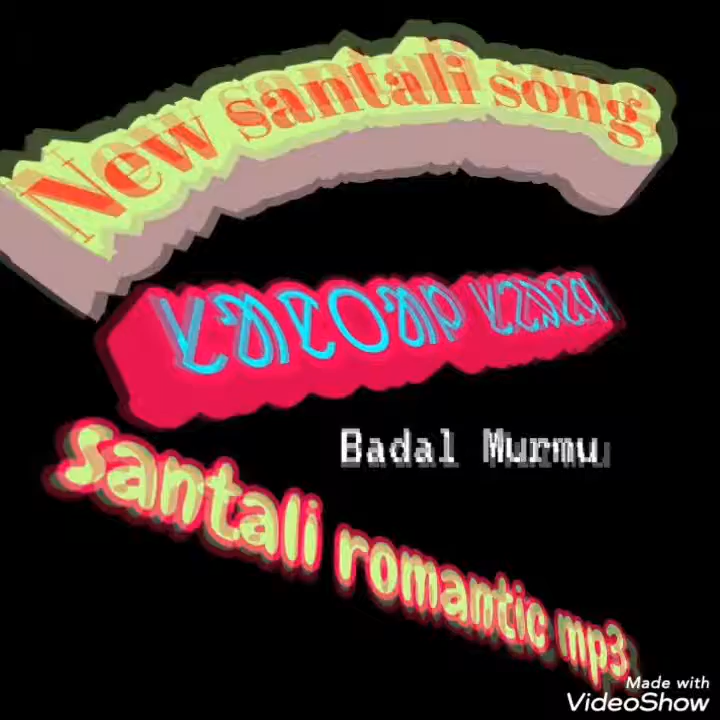 New santali song
Badal Murmu
santali romantic mp3
Made with
VideoShow